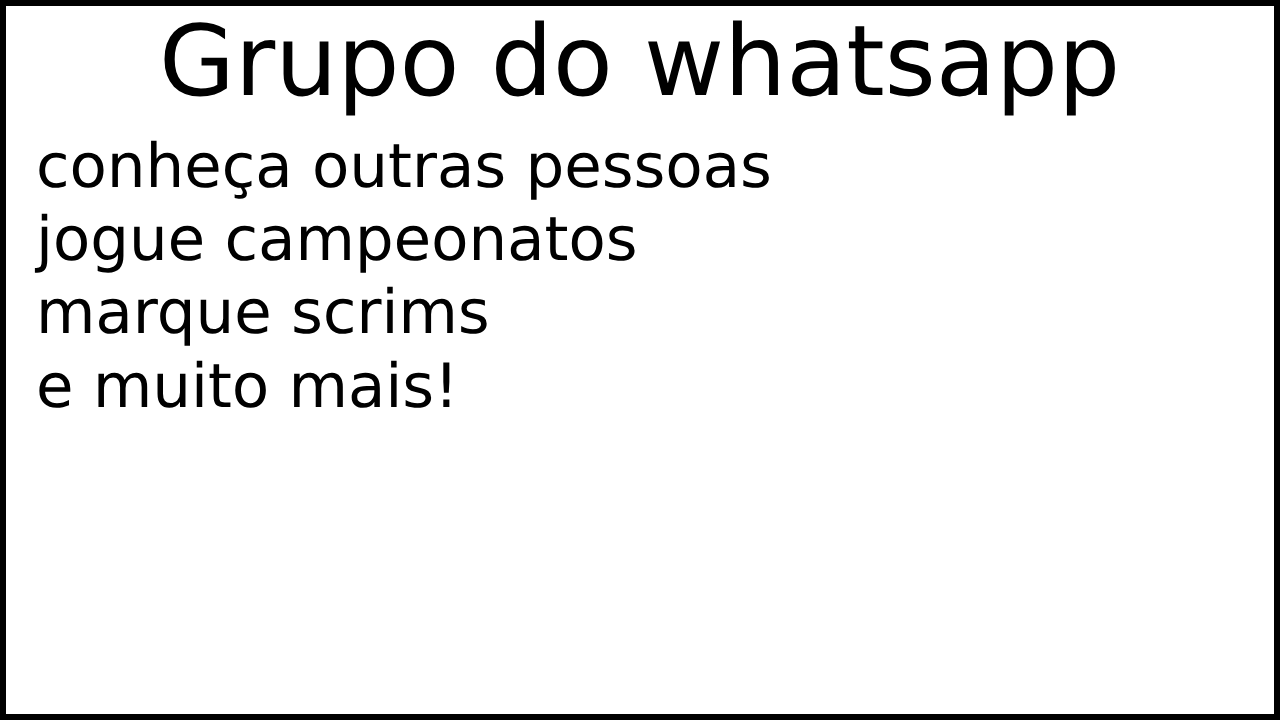 Grupo do whatsapp
conheça outras pessoas
jogue campeonatos
marque scrims
e muito mais!